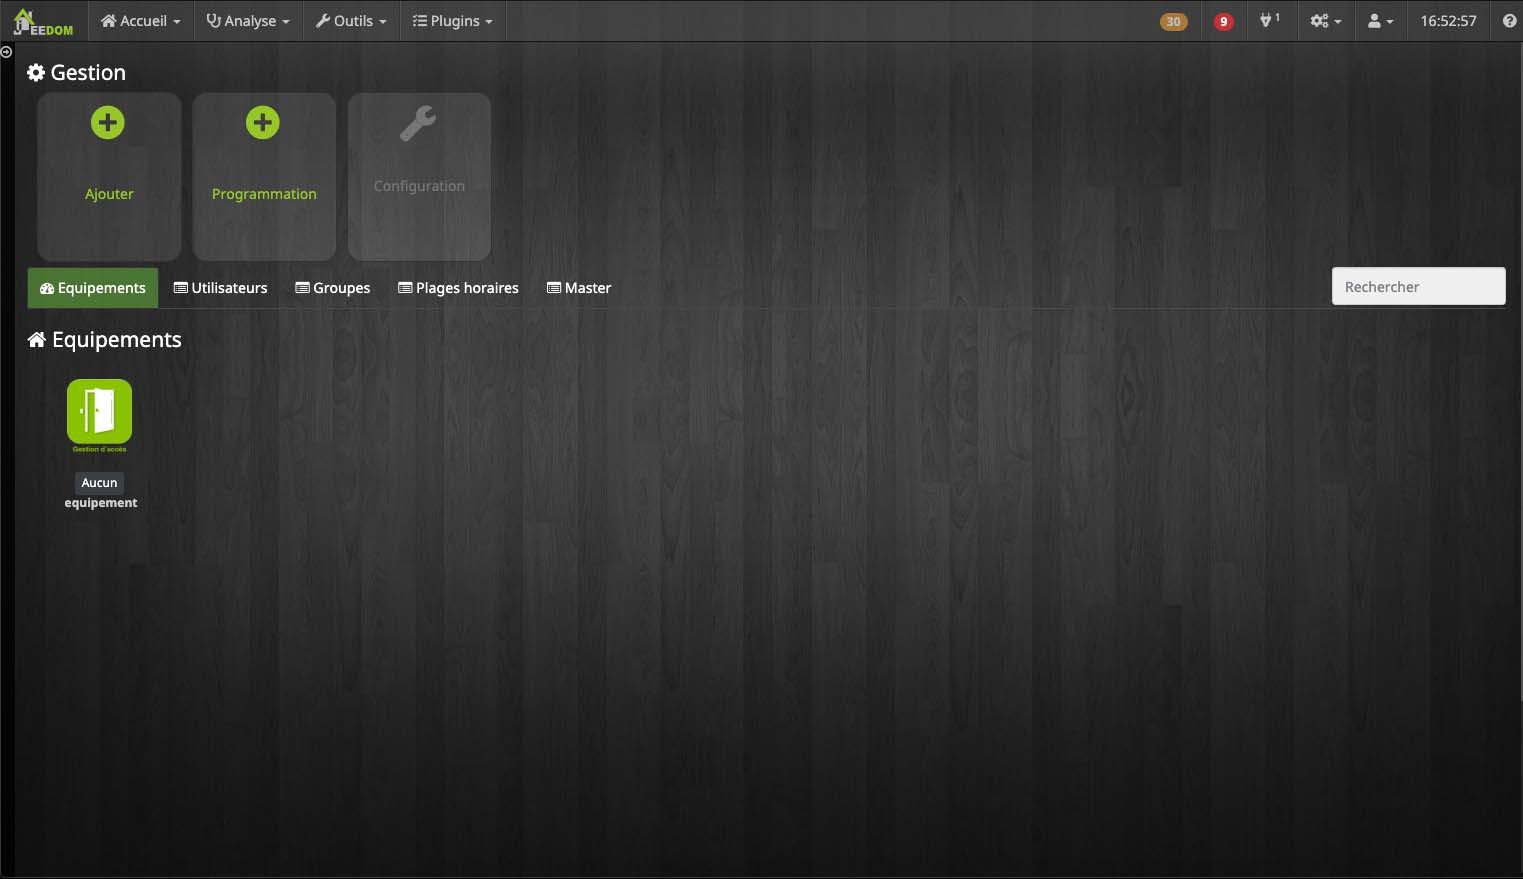 JEEDOM Accueil Analyse Outils Plugins 30 9 1 16:52:57
Gestion
Ajouter
Programmation
Configuration
Equipements Utilisateurs Groupes Plages horaires Master Rechercher
Equipements
Gestion d'accès
Aucun
equipement